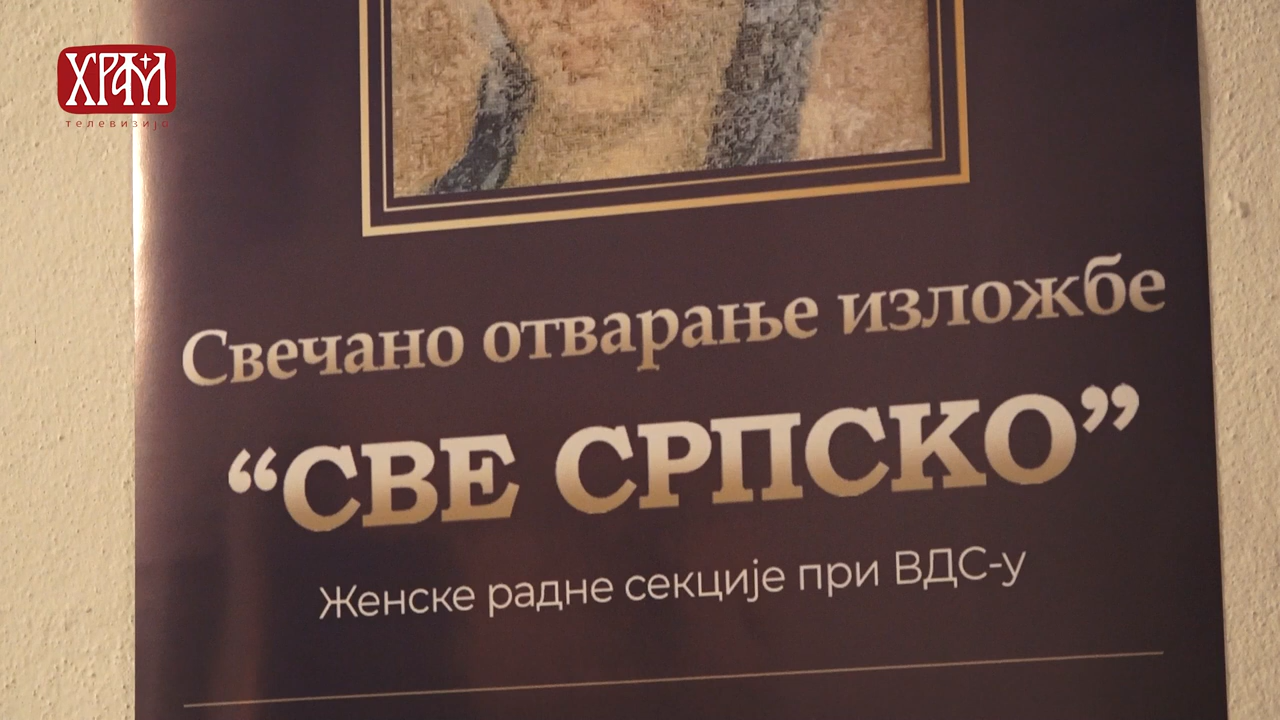 ХРАМ
телевизија
Свечано отварање изложбе
“СВЕ СРПСКО”
Женске радне секције при ВДС-у